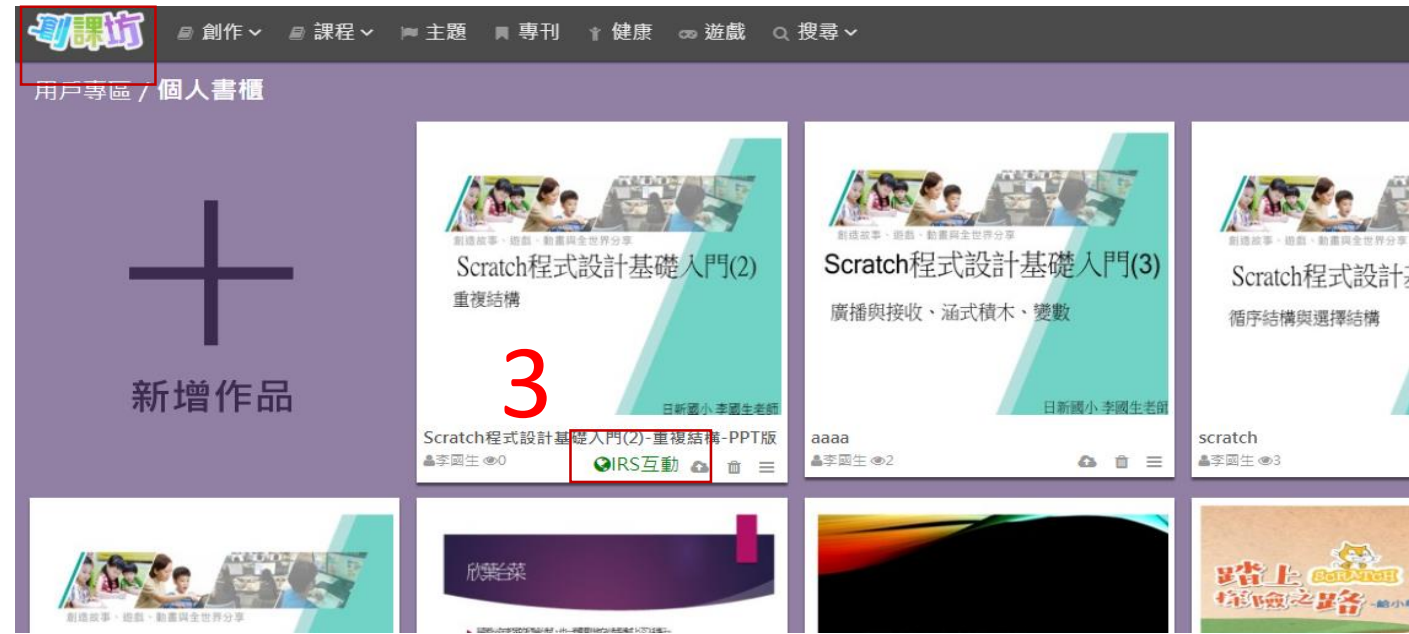 創課坊 創作 課程 主題 專刊 健康 遊戲 搜尋
用戶專區 / 個人書櫃
新增作品
創造故事、遊戲、動畫與全世界分享
Scratch程式設計基礎入門(2)
重複結構
3
日新國小 李國生老師
Scratch程式設計基礎入門(2)-重複結構-PPT版
李國生 0
IRS互動
創造故事、遊戲、動畫與全世界分享
Scratch程式設計基礎入門(3)
廣播與接收、涵式積木、變數
日新國小 李國生老師
aaaa
李國生 2
創造故事、遊戲、動畫與全世界分享
Scratch程式設計
循序結構與選擇結構
scratch
李國生 3
創造故事、遊戲、動畫與全世界分享
欣葉台菜
踏上 SCRATCH
探險之路